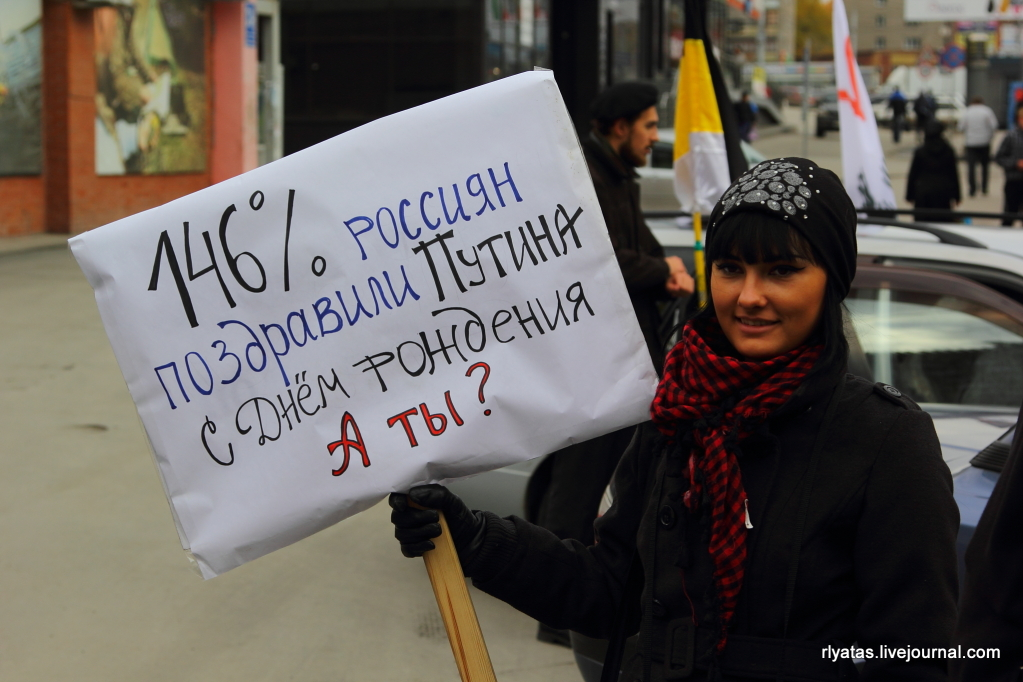 146% россиян
поздравили Путина
с Днём рождения
А ты?
rlyatas.livejournal.com